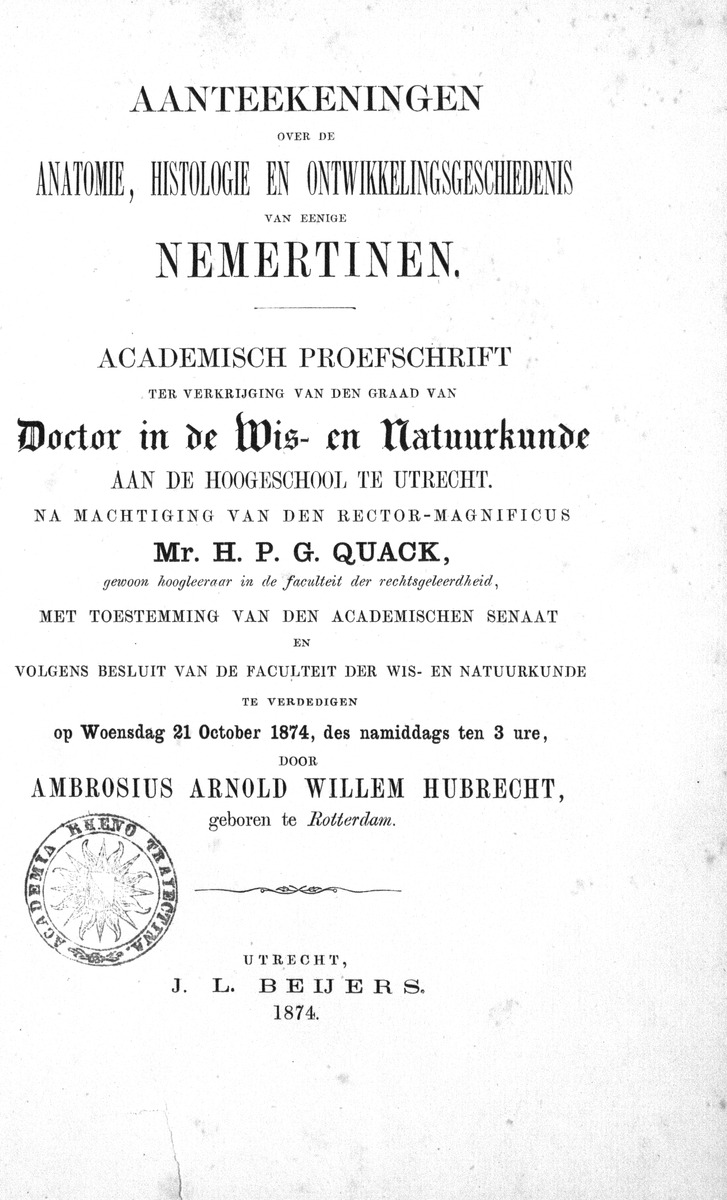 AANTEEKENINGEN
OVER DE
ANATOMIE, HISTOLOGIE EN ONTWIKKELINGSGESCHIEDENIS
VAN EENIGE
NEMERTINEN.
ACADEMISCH PROEFSCHRIFT
TER VERKRIJGING VAN DEN GRAAD VAN
Doctor in de Wis- en Natuurkunde
AAN DE HOOGESCHOOL TE UTRECHT.
NA MACHTIGING VAN DEN RECTOR-MAGNIFICUS
Mr. H. P. G. QUACK,
gewoon hoogleeraar in de faculteit der rechtsgeleerdheid,
MET TOESTEMMING VAN DEN ACADEMISCHEN SENAAT
EN
VOLGENS BESLUIT VAN DE FACULTEIT DER WIS- EN NATUURKUNDE
TE VERDEDIGEN
op Woensdag 21 October 1874, des namiddags ten 3 ure,
DOOR
AMBROSIUS ARNOLD WILLEM HUBRECHT,
geboren te Rotterdam.
ACADEMIA RHENO TRAIECTINA.
UTRECHT,
J. L. BEIJERS.
1874.